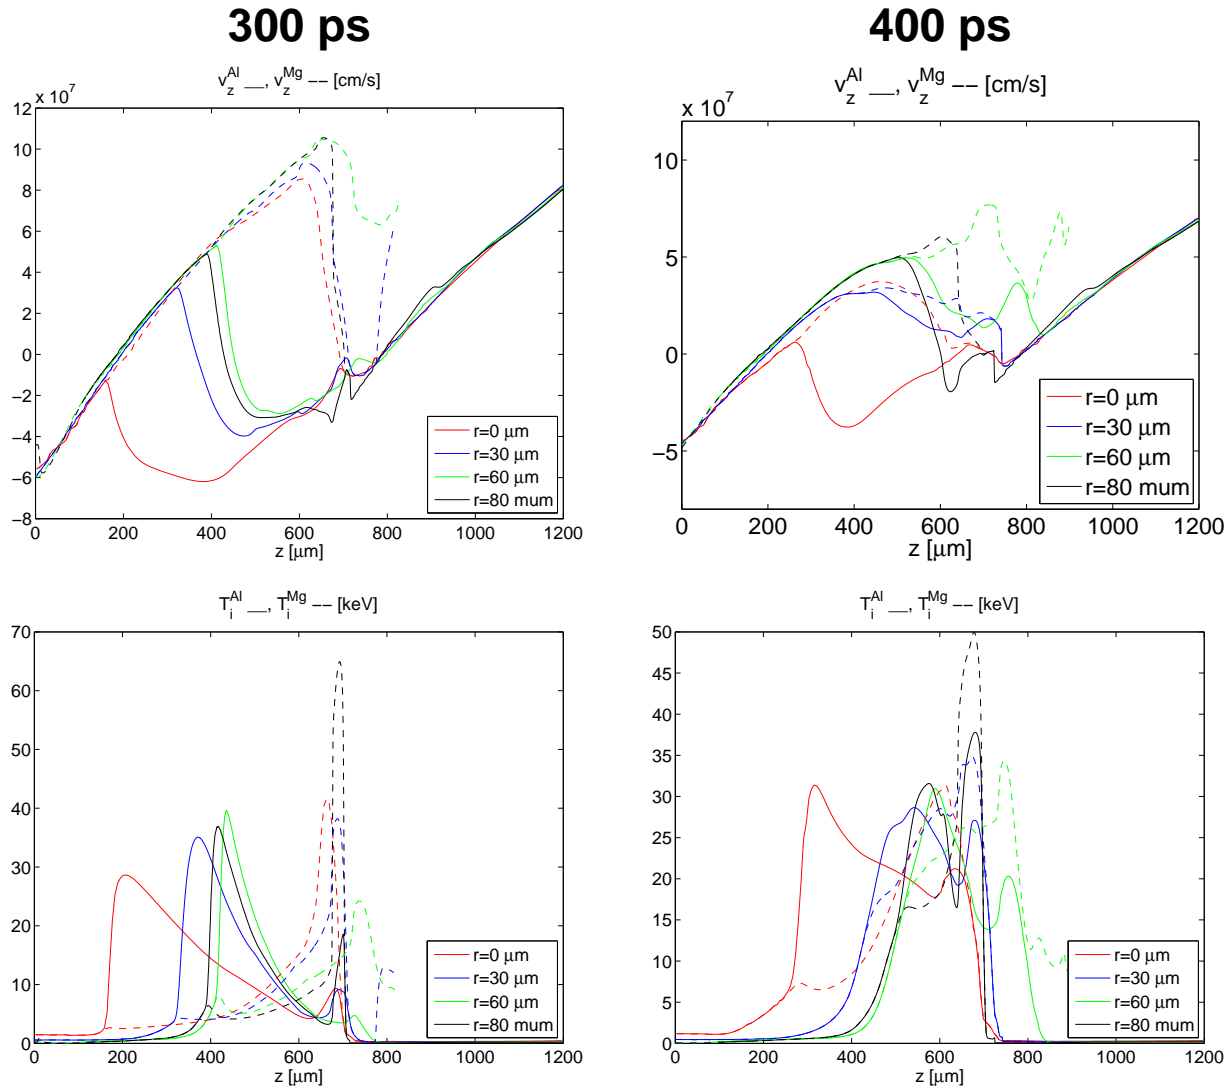 300 ps
400 ps
v_z^Al __, v_z^Mg −− [cm/s]
x 10^7
12
10
8
6
4
2
0
−2
−4
−6
−8
0
200
400
600
800
1000
1200
z [μm]
r=0 μm
r=30 μm
r=60 μm
r=80 mum
v_z^Al __, v_z^Mg −− [cm/s]
x 10^7
10
5
0
−5
0
200
400
600
800
1000
1200
z [μm]
r=0 μm
r=30 μm
r=60 μm
r=80 mum
T_i^Al __, T_i^Mg −− [keV]
70
60
50
40
30
20
10
0
0
200
400
600
800
1000
1200
z [μm]
r=0 μm
r=30 μm
r=60 μm
r=80 mum
T_i^Al __, T_i^Mg −− [keV]
50
45
40
35
30
25
20
15
10
5
0
0
200
400
600
800
1000
1200
z [μm]
r=0 μm
r=30 μm
r=60 μm
r=80 mum